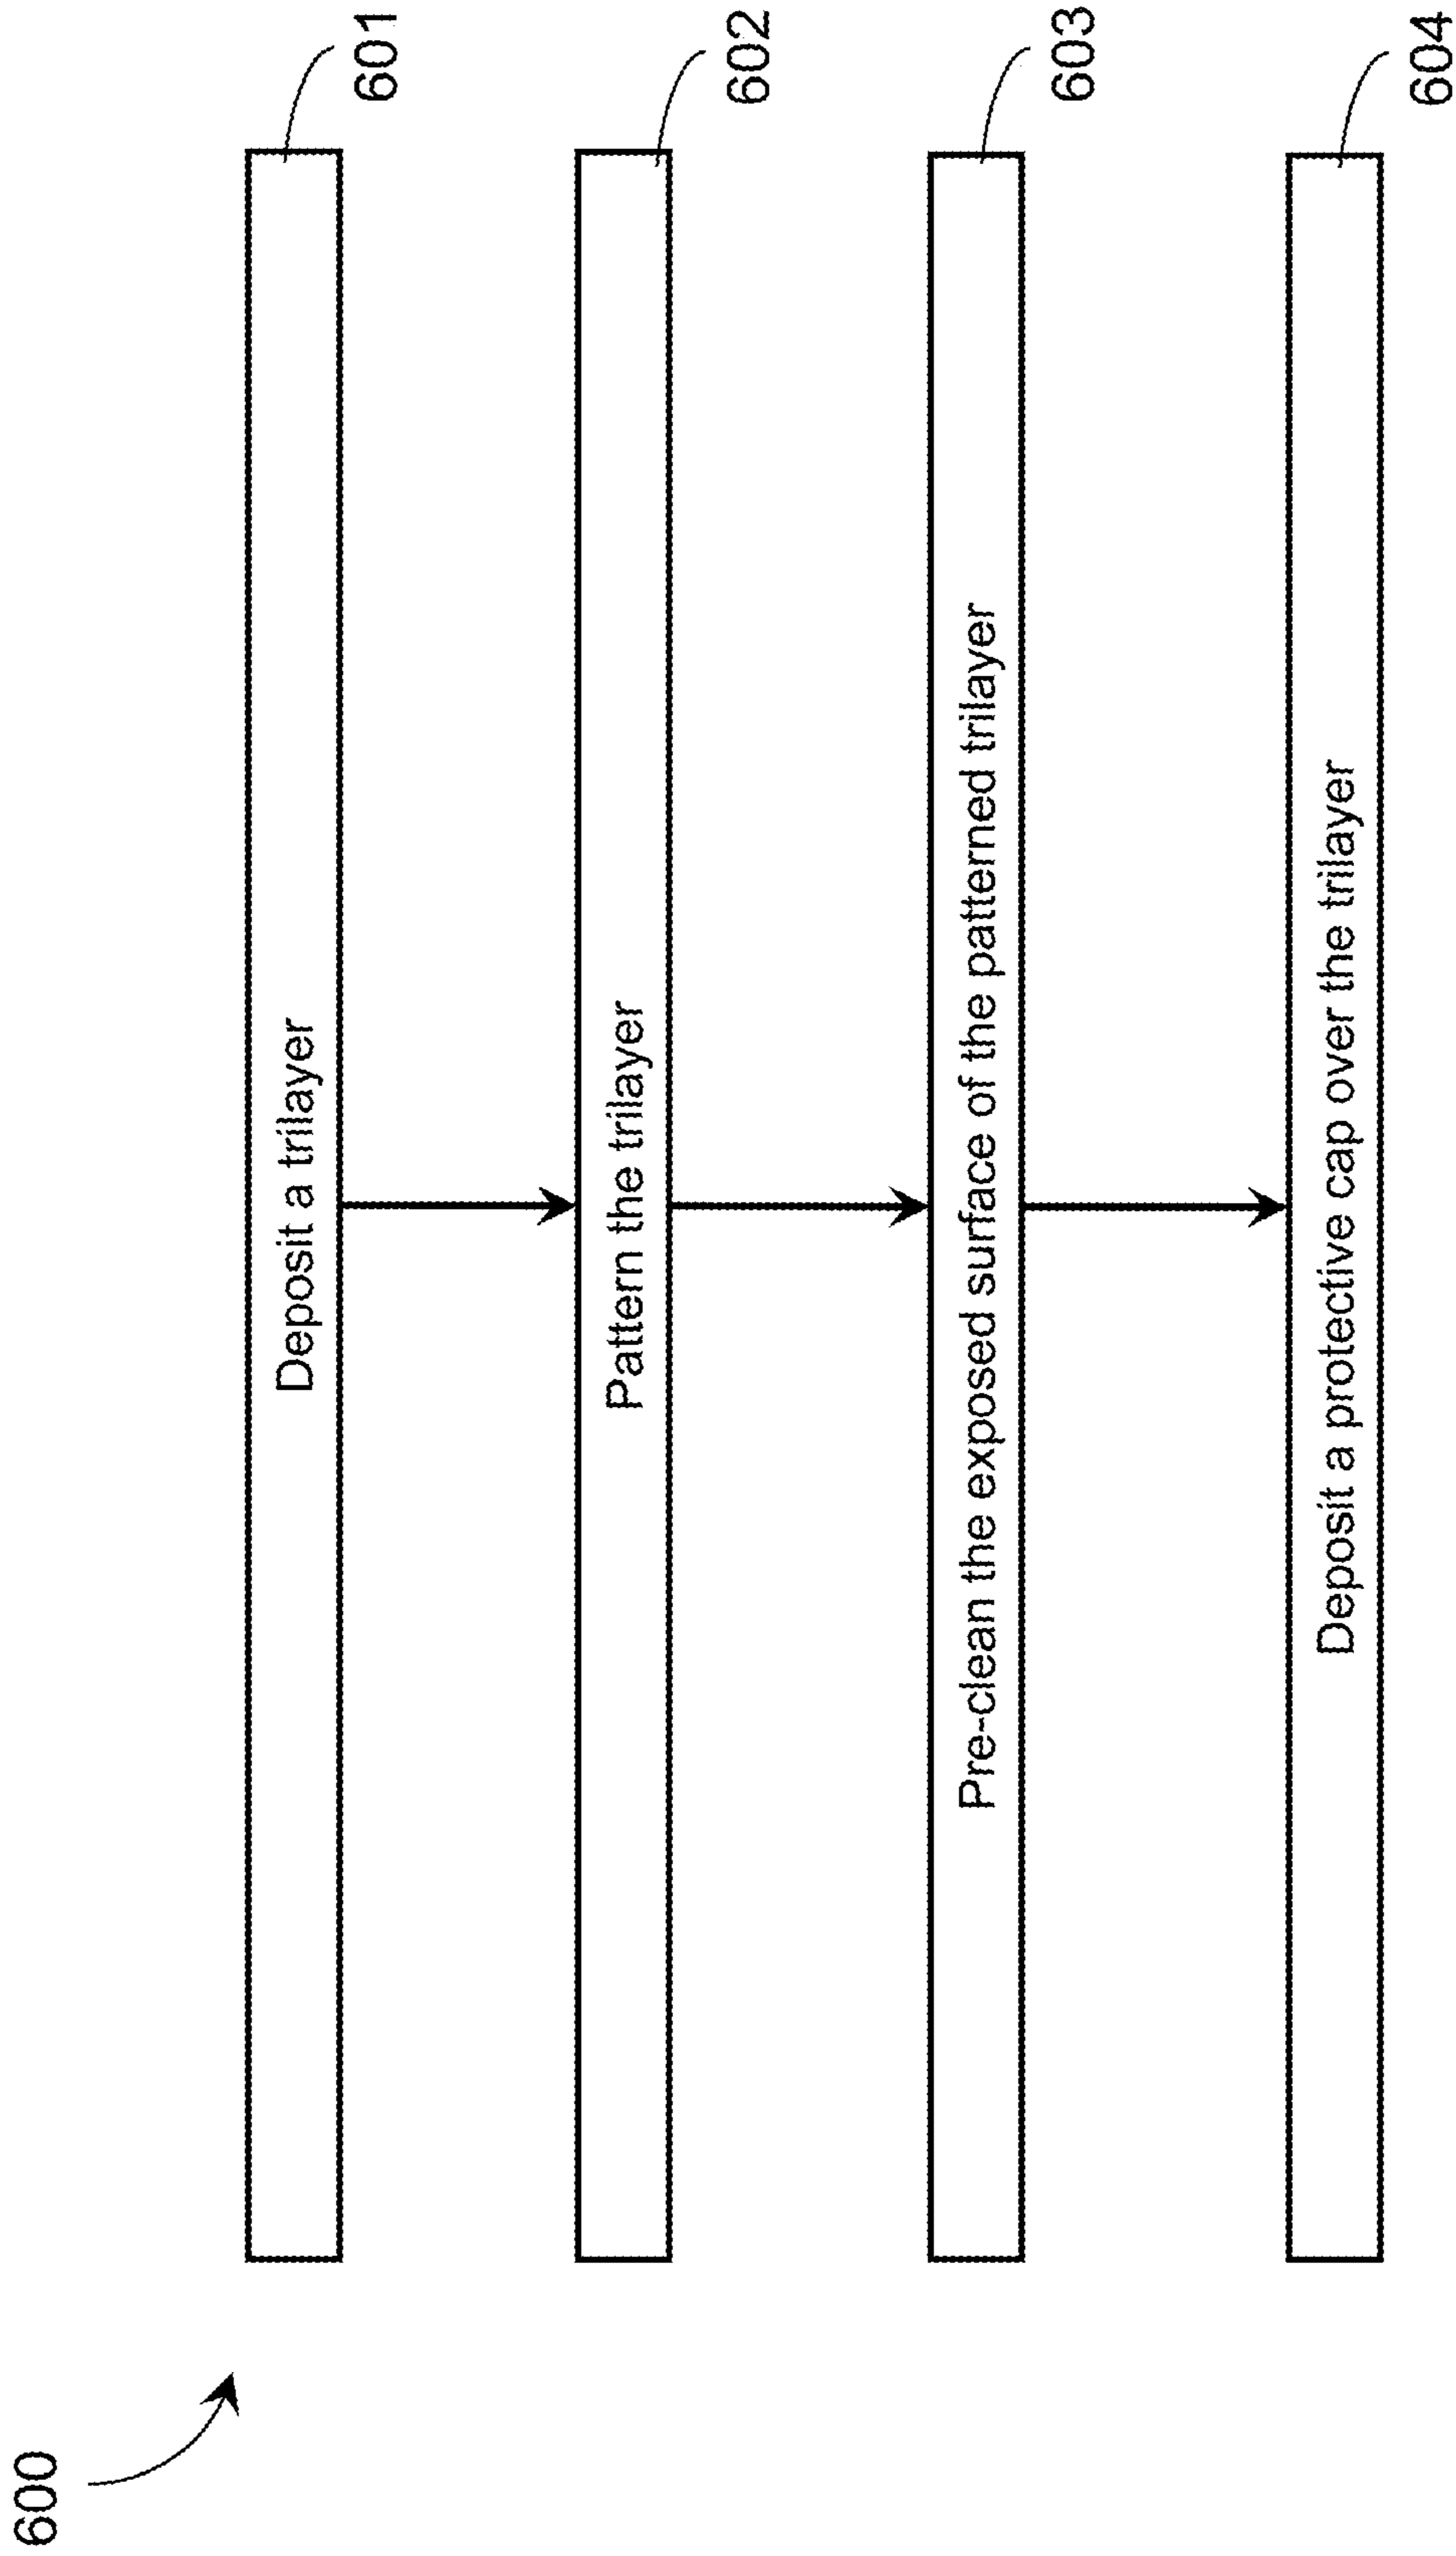 600
Deposit a trilayer
601
Pattern the trilayer
602
Pre-clean the exposed surface of the patterned trilayer
603
Deposit a protective cap over the trilayer
604